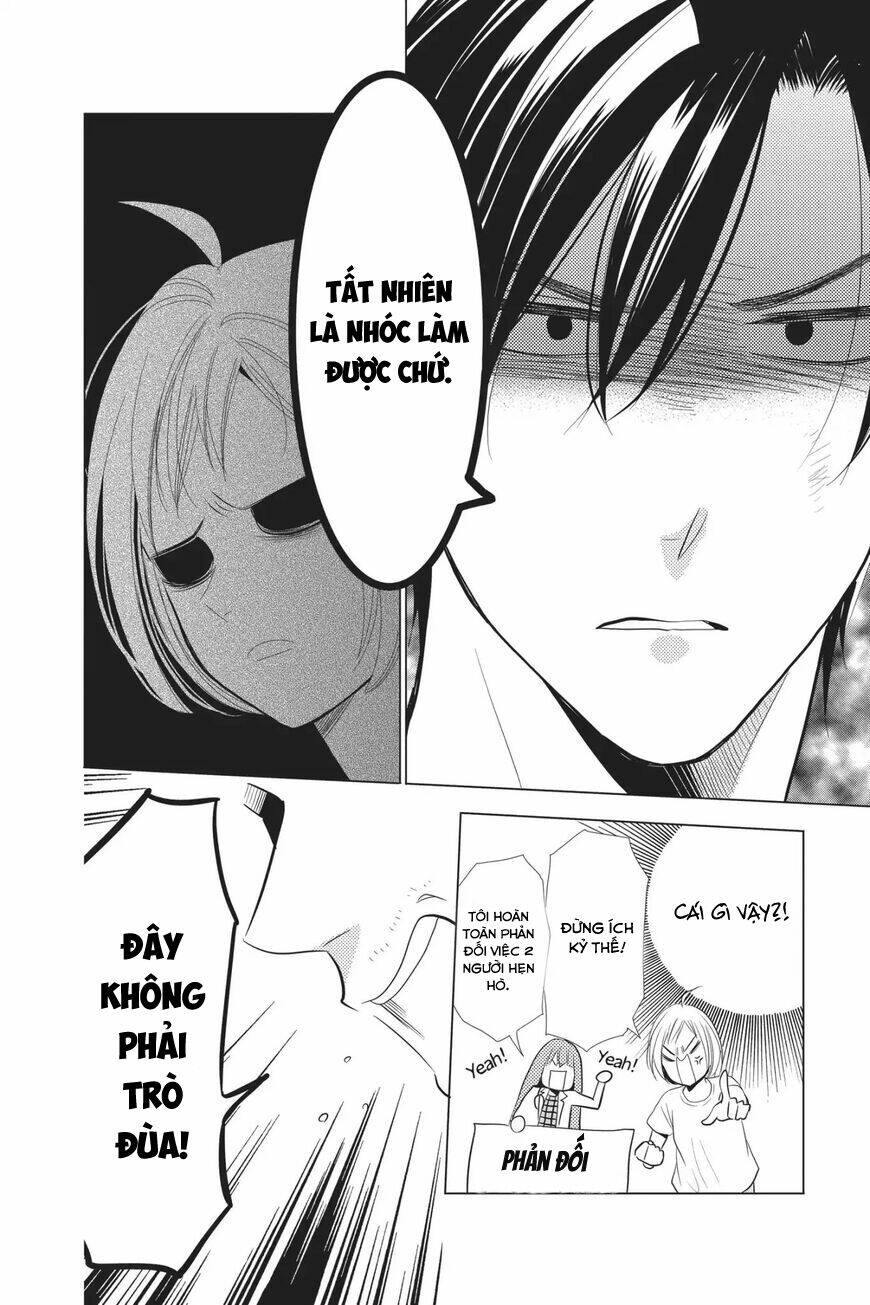 TẤT NHIÊN
LÀ NHÓC LÀM
ĐƯỢC CHỨ.
CÁI GÌ VẬY?!
ĐỪNG ÍCH
KỶ THẾ!
TÔI HOÀN
TOÀN PHẢN
ĐỐI VIỆC 2
NGƯỜI HẸN
HÒ.
Yeah!
Yeah!
PHẢN ĐỐI
ĐÂY
KHÔNG
PHẢI
TRÒ
ĐÙA!